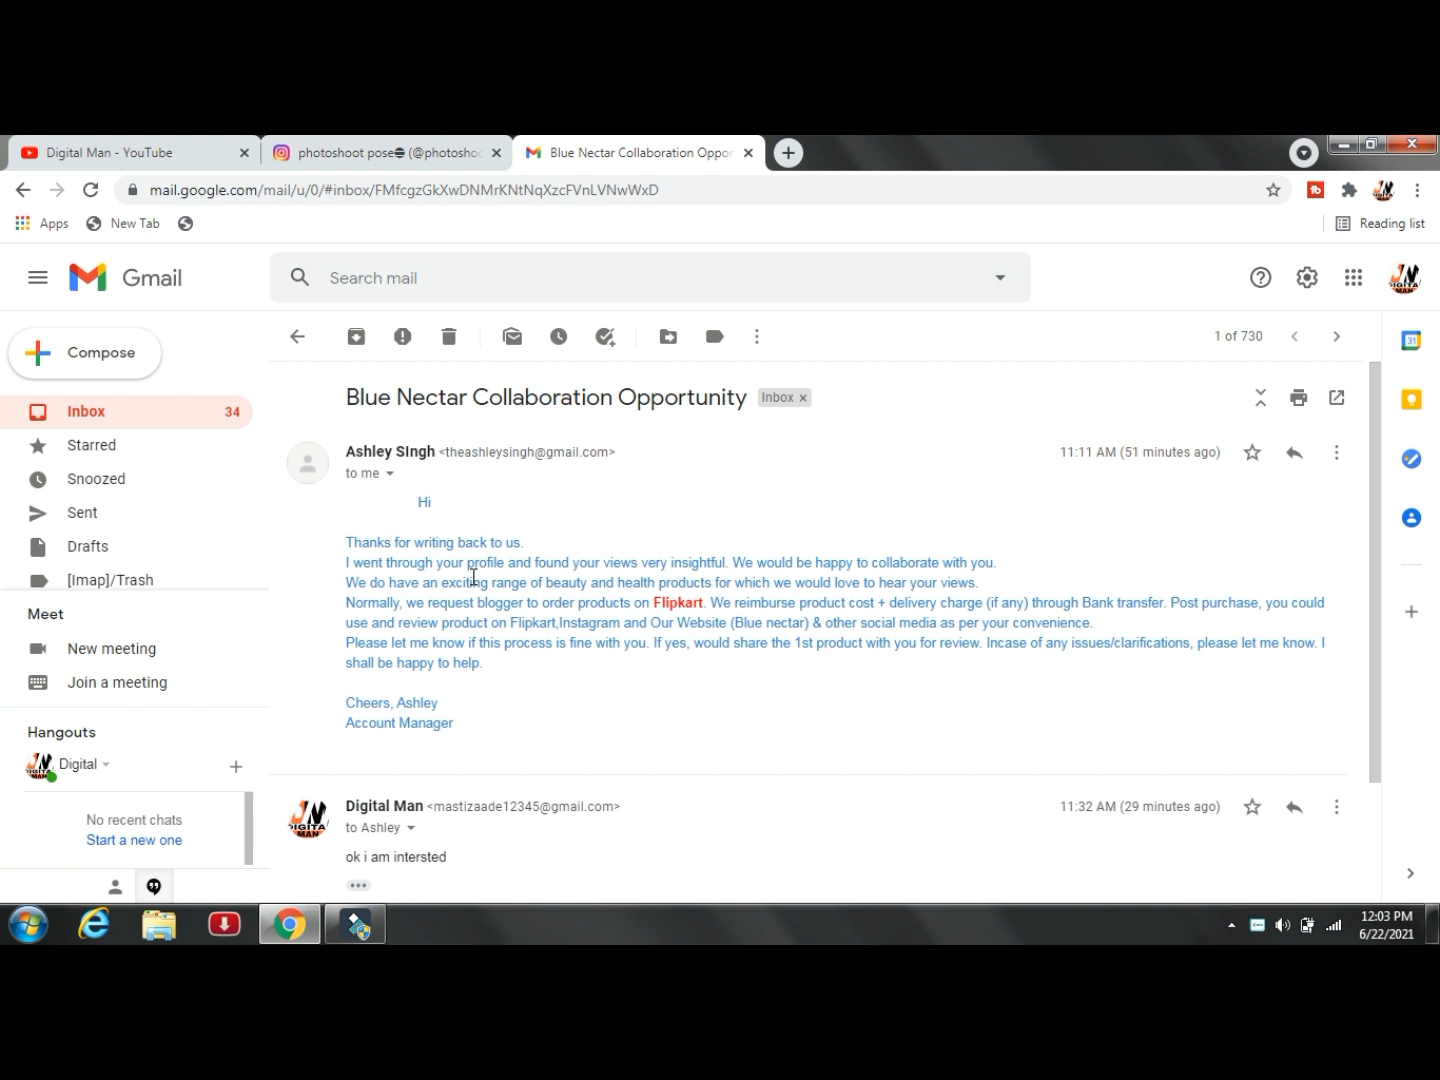 Digital Man - YouTube
photoshoot pose (@photosho
Blue Nectar Collaboration Oppor
mail.google.com/mail/u/0/#inbox/FMfcgzGkXwDNMrKNtNqXzcFVnLVNwWxD
Apps
New Tab
Reading list
Gmail
Search mail
Compose
1 of 730
31
Inbox 34
Starred
Snoozed
Sent
Drafts
[Imap]/Trash
Meet
New meeting
Join a meeting
Hangouts
Digital
No recent chats
Start a new one
Blue Nectar Collaboration Opportunity Inbox x
Ashley SIngh <theashleysingh@gmail.com> 11:11 AM (51 minutes ago)
to me
Hi
Thanks for writing back to us.
I went through your profile and found your views very insightful. We would be happy to collaborate with you.
We do have an exciting range of beauty and health products for which we would love to hear your views.
Normally, we request blogger to order products on Flipkart. We reimburse product cost + delivery charge (if any) through Bank transfer. Post purchase, you could
use and review product on Flipkart,Instagram and Our Website (Blue nectar) & other social media as per your convenience.
Please let me know if this process is fine with you. If yes, would share the 1st product with you for review. Incase of any issues/clarifications, please let me know. I
shall be happy to help.
Cheers, Ashley
Account Manager
Digital Man <mastizaade12345@gmail.com> 11:32 AM (29 minutes ago)
to Ashley
ok i am intersted
12:03 PM
6/22/2021